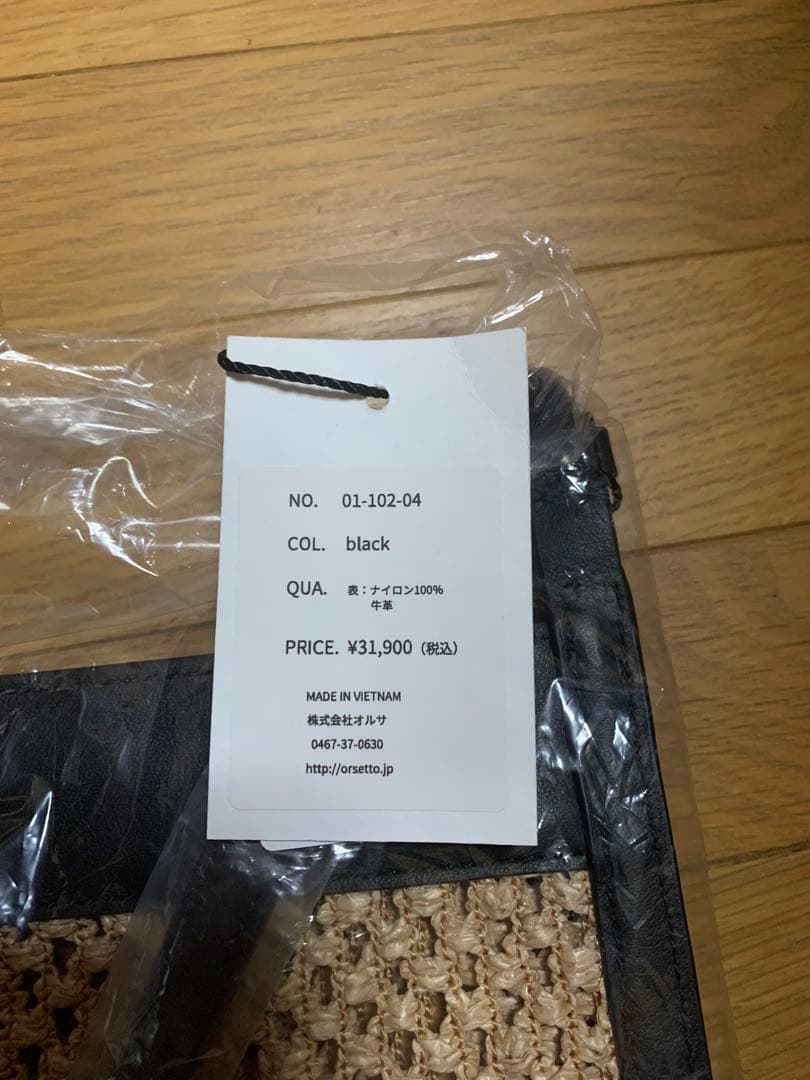 NO. 01-102-04
COL. black
QUA. 表：ナイロン100%
牛革
PRICE. ¥31,900（税込）
MADE IN VIETNAM
株式会社オルサ
0467-37-0630
http://orsetto.jp